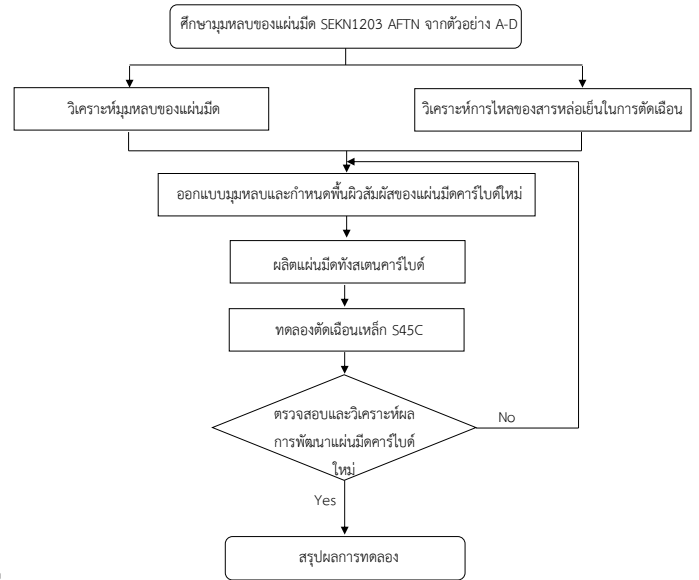 ศึกษามุมหลบของแผ่นมีด SEKN1203 AFTN จากตัวอย่าง A-D
วิเคราะห์มุมหลบของแผ่นมีด
วิเคราะห์การไหลของสารหล่อเย็นในการตัดเฉือน
ออกแบบมุมหลบและกำหนดพื้นผิวสัมผัสของแผ่นมีดคาร์ไบด์ใหม่
ผลิตแผ่นมีดทังสเตนคาร์ไบด์
ทดลองตัดเฉือนเหล็ก S45C
ตรวจสอบและวิเคราะห์ผล
การพัฒนาแผ่นมีดคาร์ไบด์
ใหม่
No
Yes
สรุปผลการทดลอง